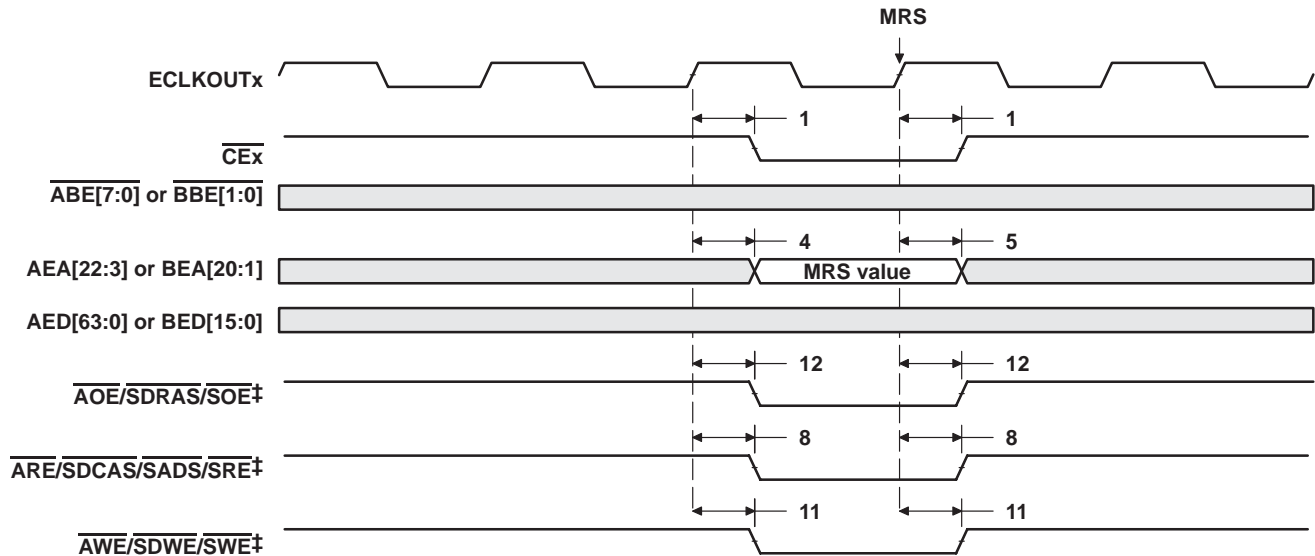 MRS
ECLKOUTx
1 1
CEx
ABE[7:0] or BBE[1:0]
4 5
AEA[22:3] or BEA[20:1] MRS value
AED[63:0] or BED[15:0]
12 12
AOE/SDRAS/SOE‡
8 8
ARE/SDCAS/SADS/SRE‡
11 11
AWE/SDWE/SWE‡